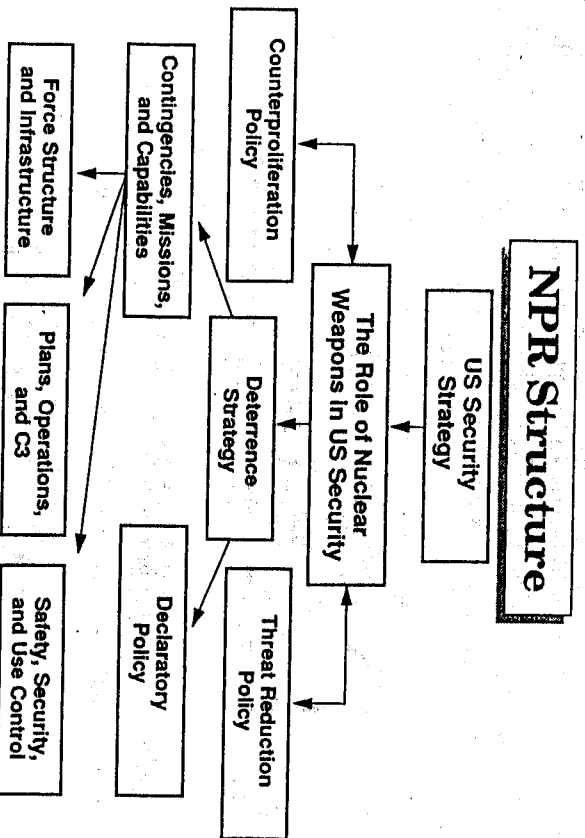 NPR Structure
US Security
Strategy
The Role of Nuclear
Weapons in US Security
Counterproliferation
Policy
Threat Reduction
Policy
Deterrence
Strategy
Contingencies, Missions,
and Capabilities
Declaratory
Policy
Force Structure
and Infrastructure
Plans, Operations,
and C3
Safety, Security,
and Use Control